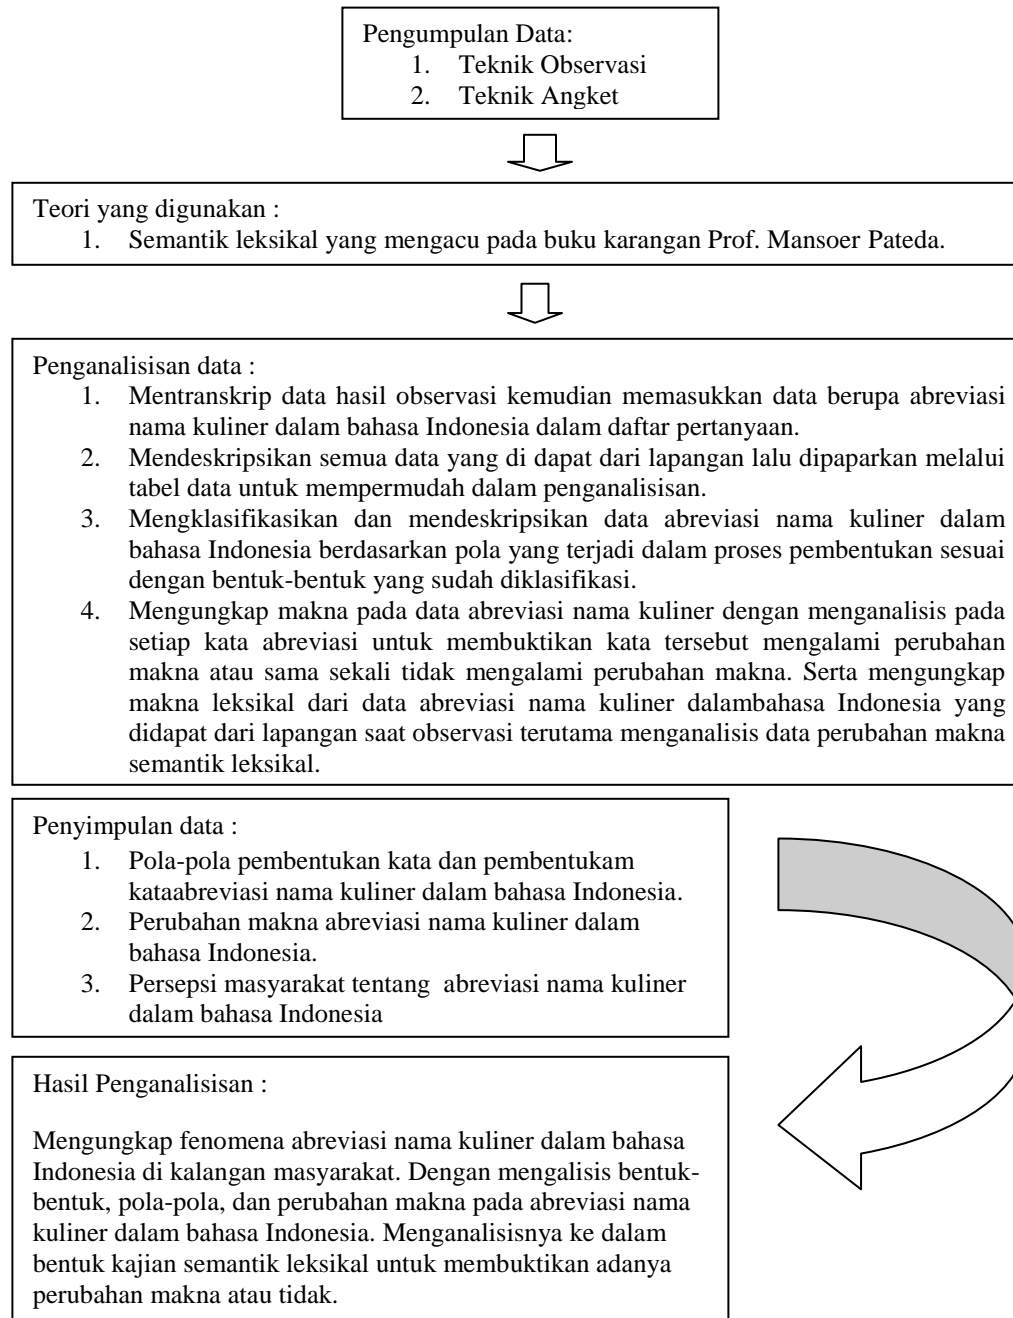 Pengumpulan Data:
1. Teknik Observasi
2. Teknik Angket
Teori yang digunakan :
1. Semantik leksikal yang mengacu pada buku karangan Prof. Mansoer Pateda.
Penganalisisan data :
1. Mentranskrip data hasil observasi kemudian memasukkan data berupa abreviasi
nama kuliner dalam bahasa Indonesia dalam daftar pertanyaan.
2. Mendeskripsikan semua data yang di dapat dari lapangan lalu dipaparkan melalui
tabel data untuk mempermudah dalam penganalisisan.
3. Mengklasifikasikan dan mendeskripsikan data abreviasi nama kuliner dalam
bahasa Indonesia berdasarkan pola yang terjadi dalam proses pembentukan sesuai
dengan bentuk-bentuk yang sudah diklasifikasi.
4. Mengungkap makna pada data abreviasi nama kuliner dengan menganalisis pada
setiap kata abreviasi untuk membuktikan kata tersebut mengalami perubahan
makna atau sama sekali tidak mengalami perubahan makna. Serta mengungkap
makna leksikal dari data abreviasi nama kuliner dalambahasa Indonesia yang
didapat dari lapangan saat observasi terutama menganalisis data perubahan makna
semantik leksikal.
Penyimpulan data :
1. Pola-pola pembentukan kata dan pembentukam
kataabreviasi nama kuliner dalam bahasa Indonesia.
2. Perubahan makna abreviasi nama kuliner dalam
bahasa Indonesia.
3. Persepsi masyarakat tentang abreviasi nama kuliner
dalam bahasa Indonesia
Hasil Penganalisisan :
Mengungkap fenomena abreviasi nama kuliner dalam bahasa
Indonesia di kalangan masyarakat. Dengan mengalisis bentuk-
bentuk, pola-pola, dan perubahan makna pada abreviasi nama
kuliner dalam bahasa Indonesia. Menganalisisnya ke dalam
bentuk kajian semantik leksikal untuk membuktikan adanya
perubahan makna atau tidak.